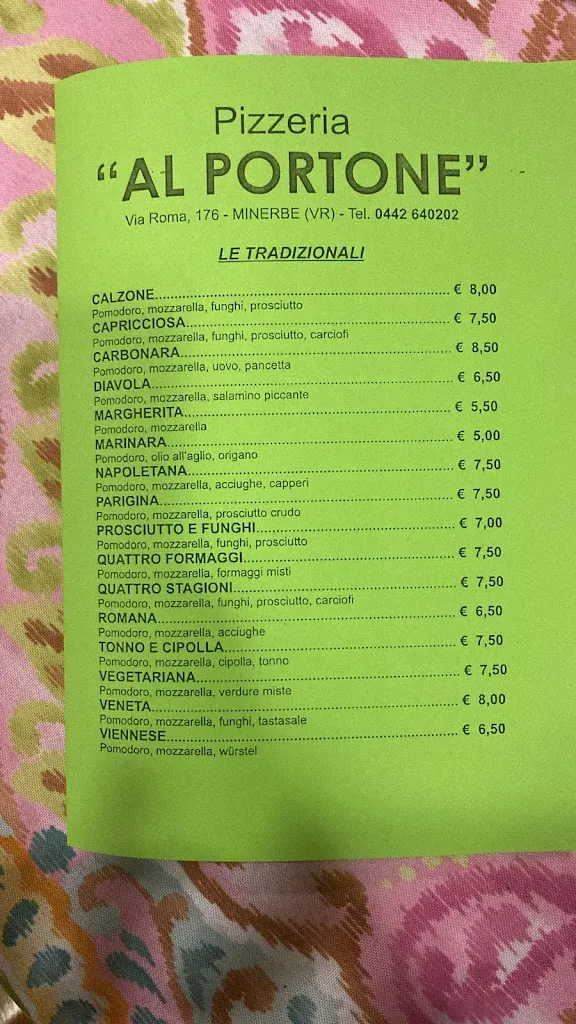 Pizzeria
"AL PORTONE"
Via Roma, 176 - MINERBE (VR) - Tel. 0442 640202
LE TRADIZIONALI
CALZONE.................... € 8,00
Pomodoro, mozzarella, funghi, prosciutto
CAPRICCIOSA.................... € 7,50
Pomodoro, mozzarella, funghi, prosciutto, carciofi
CARBONARA.................... € 8,50
Pomodoro, mozzarella, uovo, pancetta
DIAVOLA.................... € 6,50
Pomodoro, mozzarella, salamino piccante
MARGHERITA.................... € 5,50
Pomodoro, mozzarella
MARINARA.................... € 5,00
Pomodoro, olio all'aglio, origano
NAPOLETANA.................... € 7,50
Pomodoro, mozzarella, acciughe, capperi
PARIGINA.................... € 7,50
Pomodoro, mozzarella, prosciutto crudo
PROSCIUTTO E FUNGHI.................... € 7,00
Pomodoro, mozzarella, funghi, prosciutto
QUATTRO FORMAGGI.................... € 7,50
Pomodoro, mozzarella, formaggi misti
QUATTRO STAGIONI.................... € 7,50
Pomodoro, mozzarella, funghi, prosciutto, carciofi
ROMANA.................... € 6,50
Pomodoro, mozzarella, acciughe
TONNO E CIPOLLA.................... € 7,50
Pomodoro, mozzarella, cipolla, tonno
VEGETARIANA.................... € 7,50
Pomodoro, mozzarella, verdure miste
VENETA.................... € 8,00
Pomodoro, mozzarella, funghi, tastasale
VIENNESE.................... € 6,50
Pomodoro, mozzarella, würstel